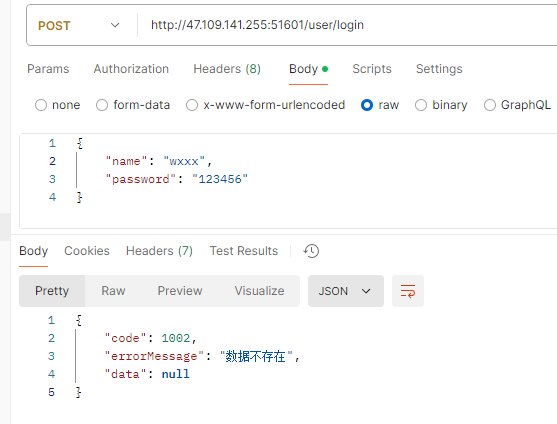 POST http://47.109.141.255:51601/user/login
Params Authorization Headers (8) Body Scripts Settings
none form-data x-www-form-urlencoded raw binary GraphQL
1 {
2 "name": "wxxx",
3 "password": "123456"
4 }
Body Cookies Headers (7) Test Results
Pretty Raw Preview Visualize JSON
1 {
2 "code": 1002,
3 "errorMessage": "数据不存在",
4 "data": null
5 }